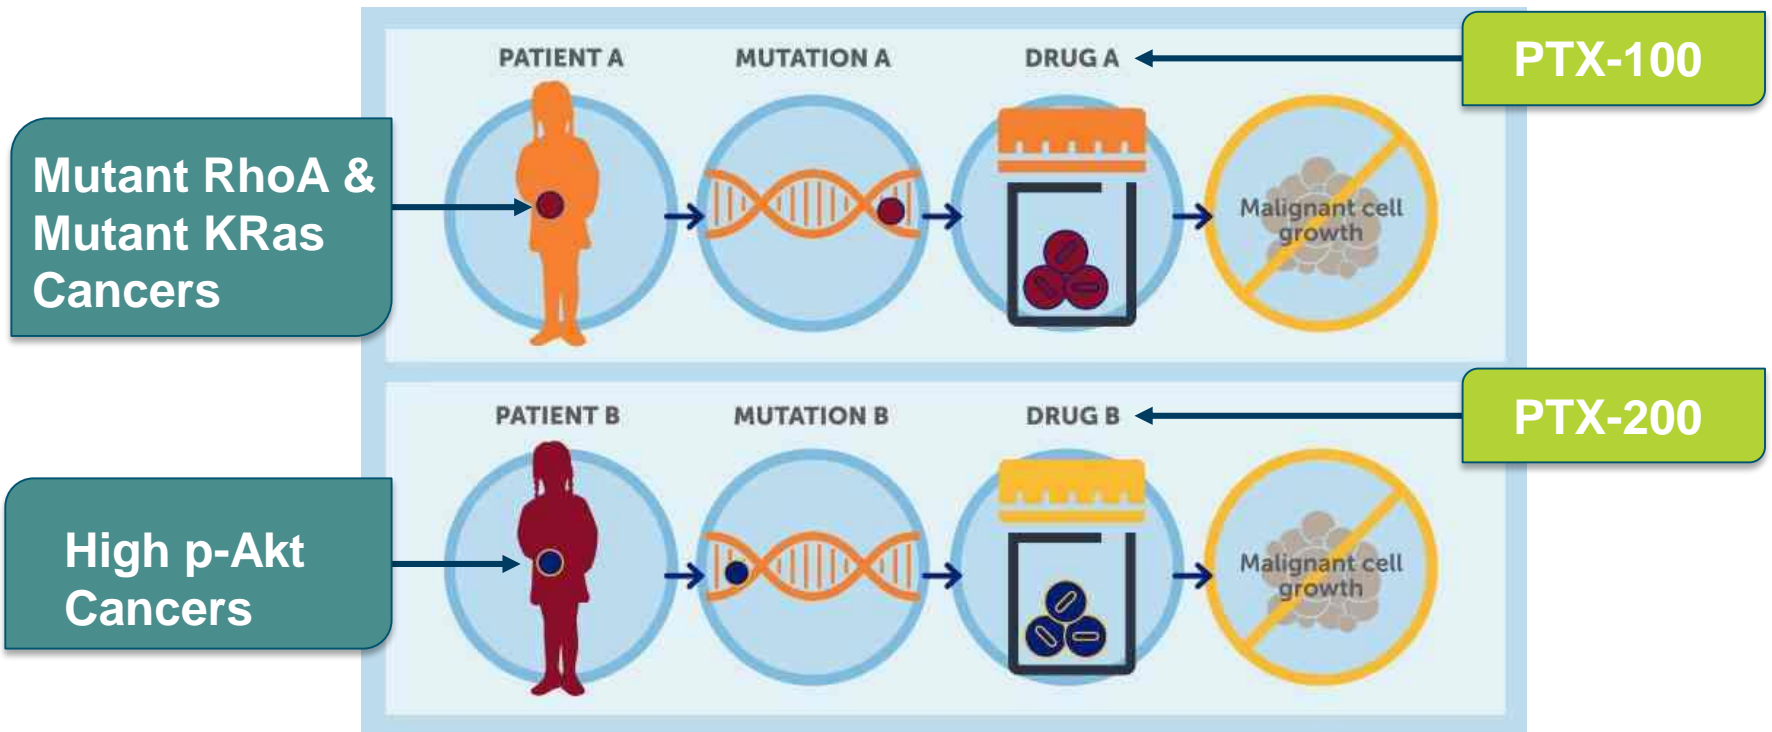 PATIENT A
MUTATION A
DRUG A
PTX-100
Mutant RhoA &
Mutant KRas
Cancers
Malignant cell
growth
PATIENT B
MUTATION B
DRUG B
PTX-200
High p-Akt
Cancers
Malignant cell
growth